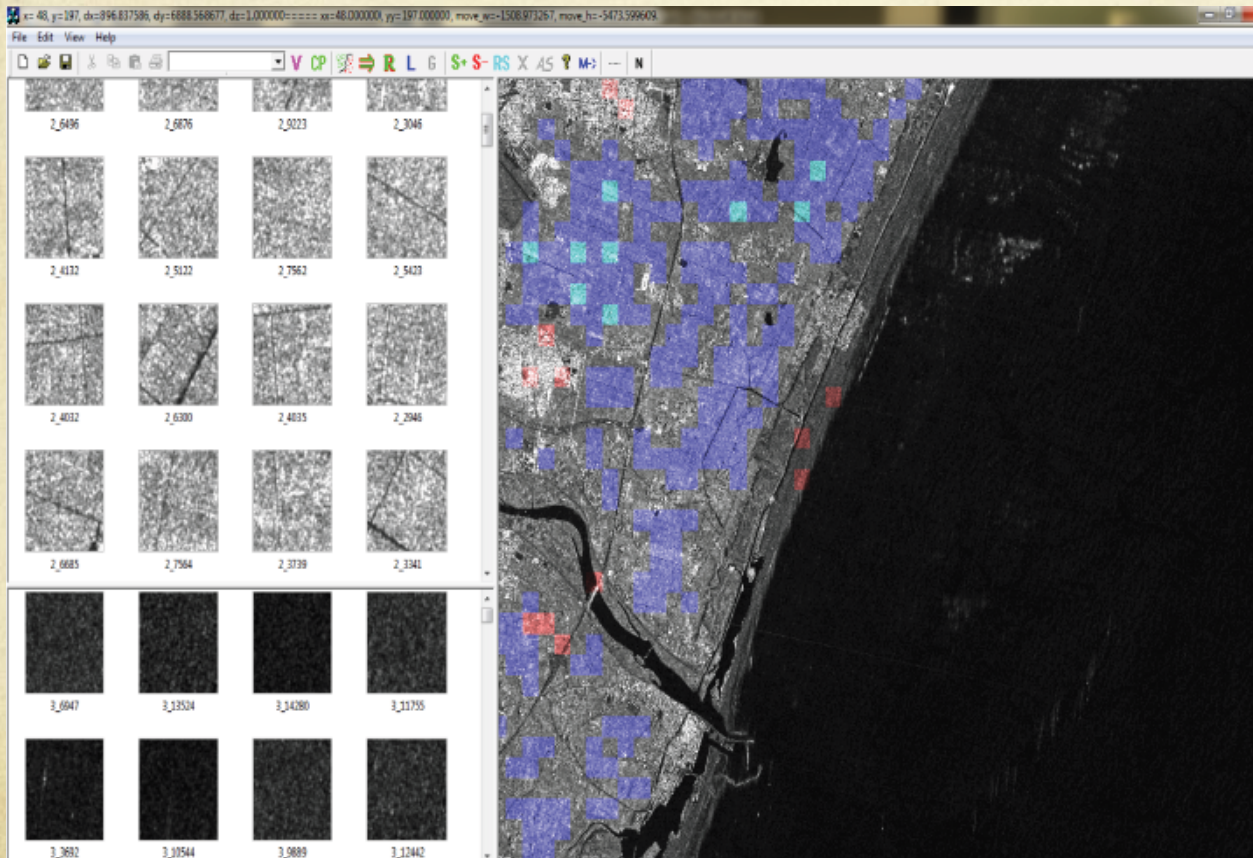 x= 48, y=197, dx=896.837586, dy=6888.568677, dz=1.000000===== xx=48.000000, yy=197.000000, move_w=-1508.973267, move_h=-5473.599609.
File Edit View Help
V CP R L G S+ S- RS X AS ? M-> --- N
2_6496 2_6876 2_9223 2_3046
2_4132 2_5122 2_7562 2_5423
2_4032 2_6300 2_4035 2_2946
2_6685 2_7564 2_3739 2_3341
3_6947 3_13524 3_14280 3_11755
3_3692 3_10544 3_9889 3_12442